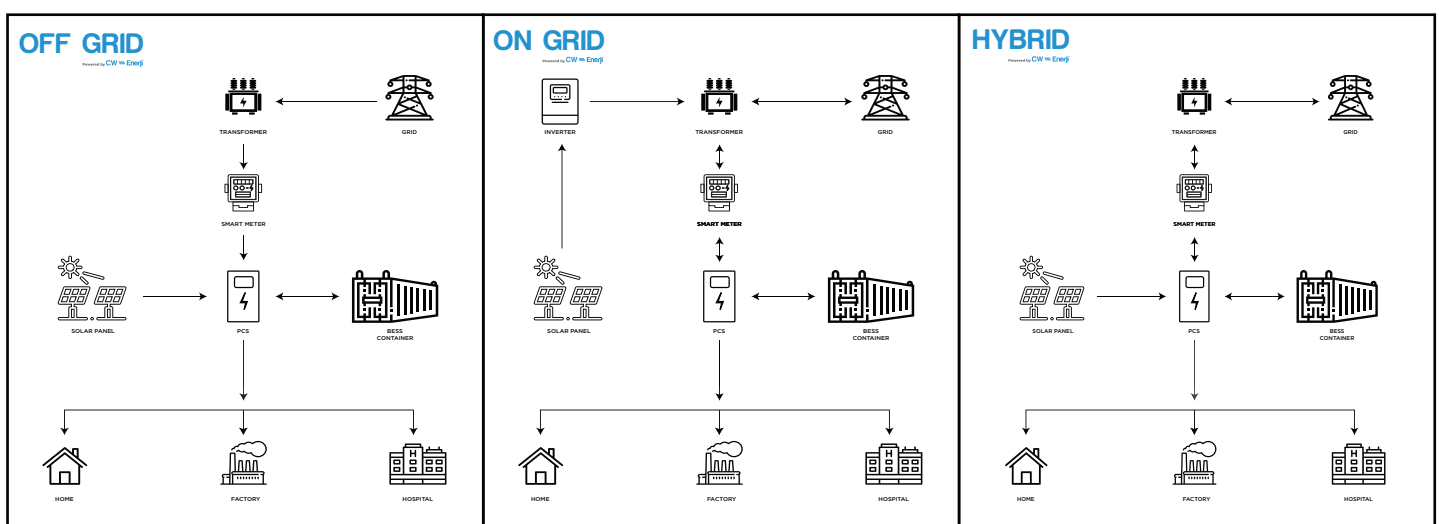 OFF GRID
Powered by CW Enerji
TRANSFORMER
GRID
SMART METER
SOLAR PANEL
PCS
BESS
CONTAINER
HOME
FACTORY
HOSPITAL
ON GRID
Powered by CW Enerji
INVERTER
TRANSFORMER
GRID
SMART METER
SOLAR PANEL
PCS
BESS
CONTAINER
HOME
FACTORY
HOSPITAL
HYBRID
Powered by CW Enerji
TRANSFORMER
GRID
SMART METER
SOLAR PANEL
PCS
BESS
CONTAINER
HOME
FACTORY
H
HOSPITAL